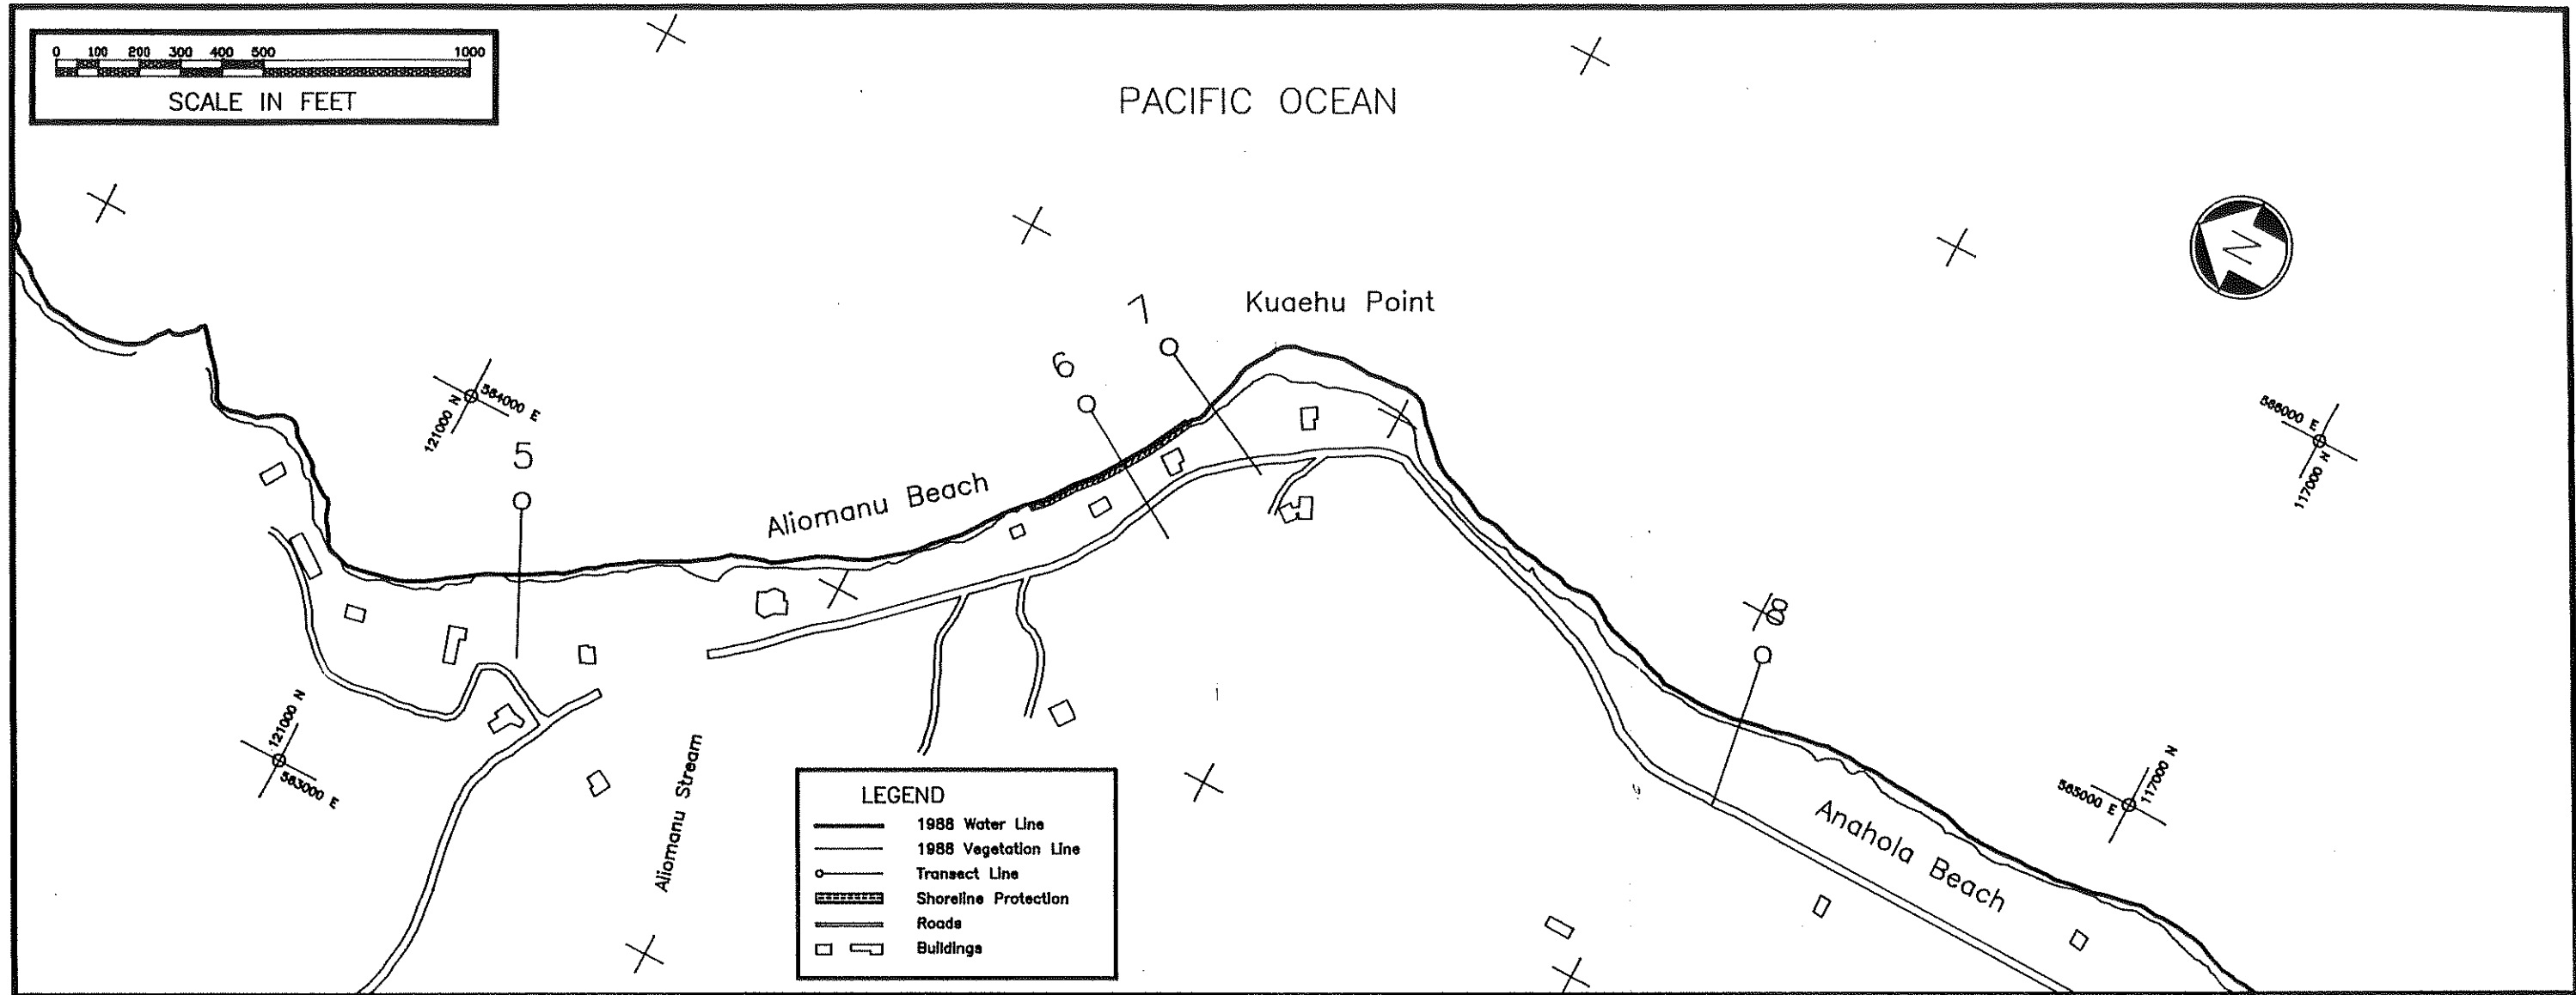 0 100 200 300 400 500 1000
SCALE IN FEET
PACIFIC OCEAN
N
Kuaehu Point
7
6
584000 E
121000 N
5
588000 E
117000 N
Aliomanu Beach
8
121000 N
583000 E
Aliomanu Stream
117000 N
585000 E
Anahola Beach
LEGEND
1988 Water Line
1988 Vegetation Line
Transect Line
Shoreline Protection
Roads
Buildings